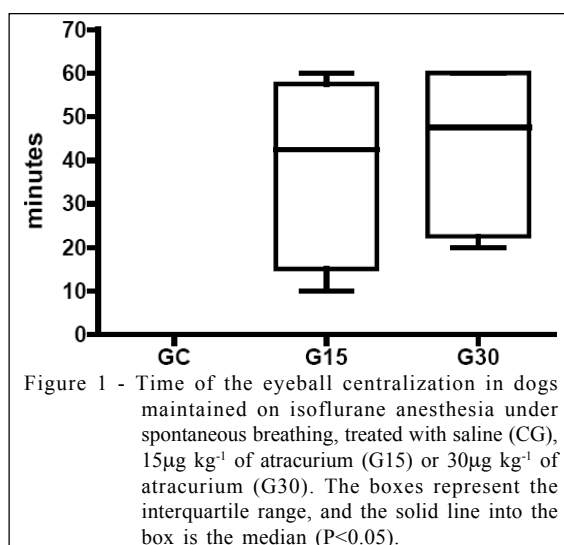 70
60
50
40
30
20
10
0
minutes
GC G15 G30
Figure 1 - Time of the eyeball centralization in dogs
maintained on isoflurane anesthesia under
spontaneous breathing, treated with saline (CG),
15μg kg-1 of atracurium (G15) or 30μg kg-1 of
atracurium (G30). The boxes represent the
interquartile range, and the solid line into the
box is the median (P<0.05).